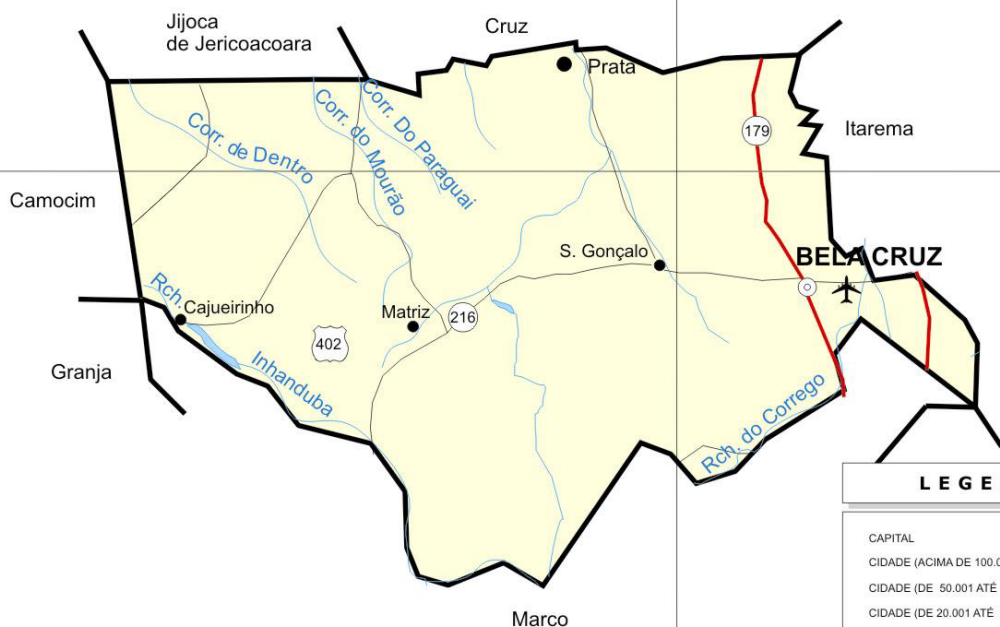 Jijoca
de Jericoacoara
Cruz
Prata
Corr. de Dentro
Corr. do Mourão
Corr. Do Paraguai
179
Itarema
Camocim
S. Gonçalo
BELA CRUZ
Rch.
Cajueirinho
Matriz
216
402
Granja
Inhanduba
Rch. do Corrego
LEGE
CAPITAL
CIDADE (ACIMA DE 100.0
CIDADE (DE 50.001 ATÉ
CIDADE (DE 20.001 ATÉ
Marco